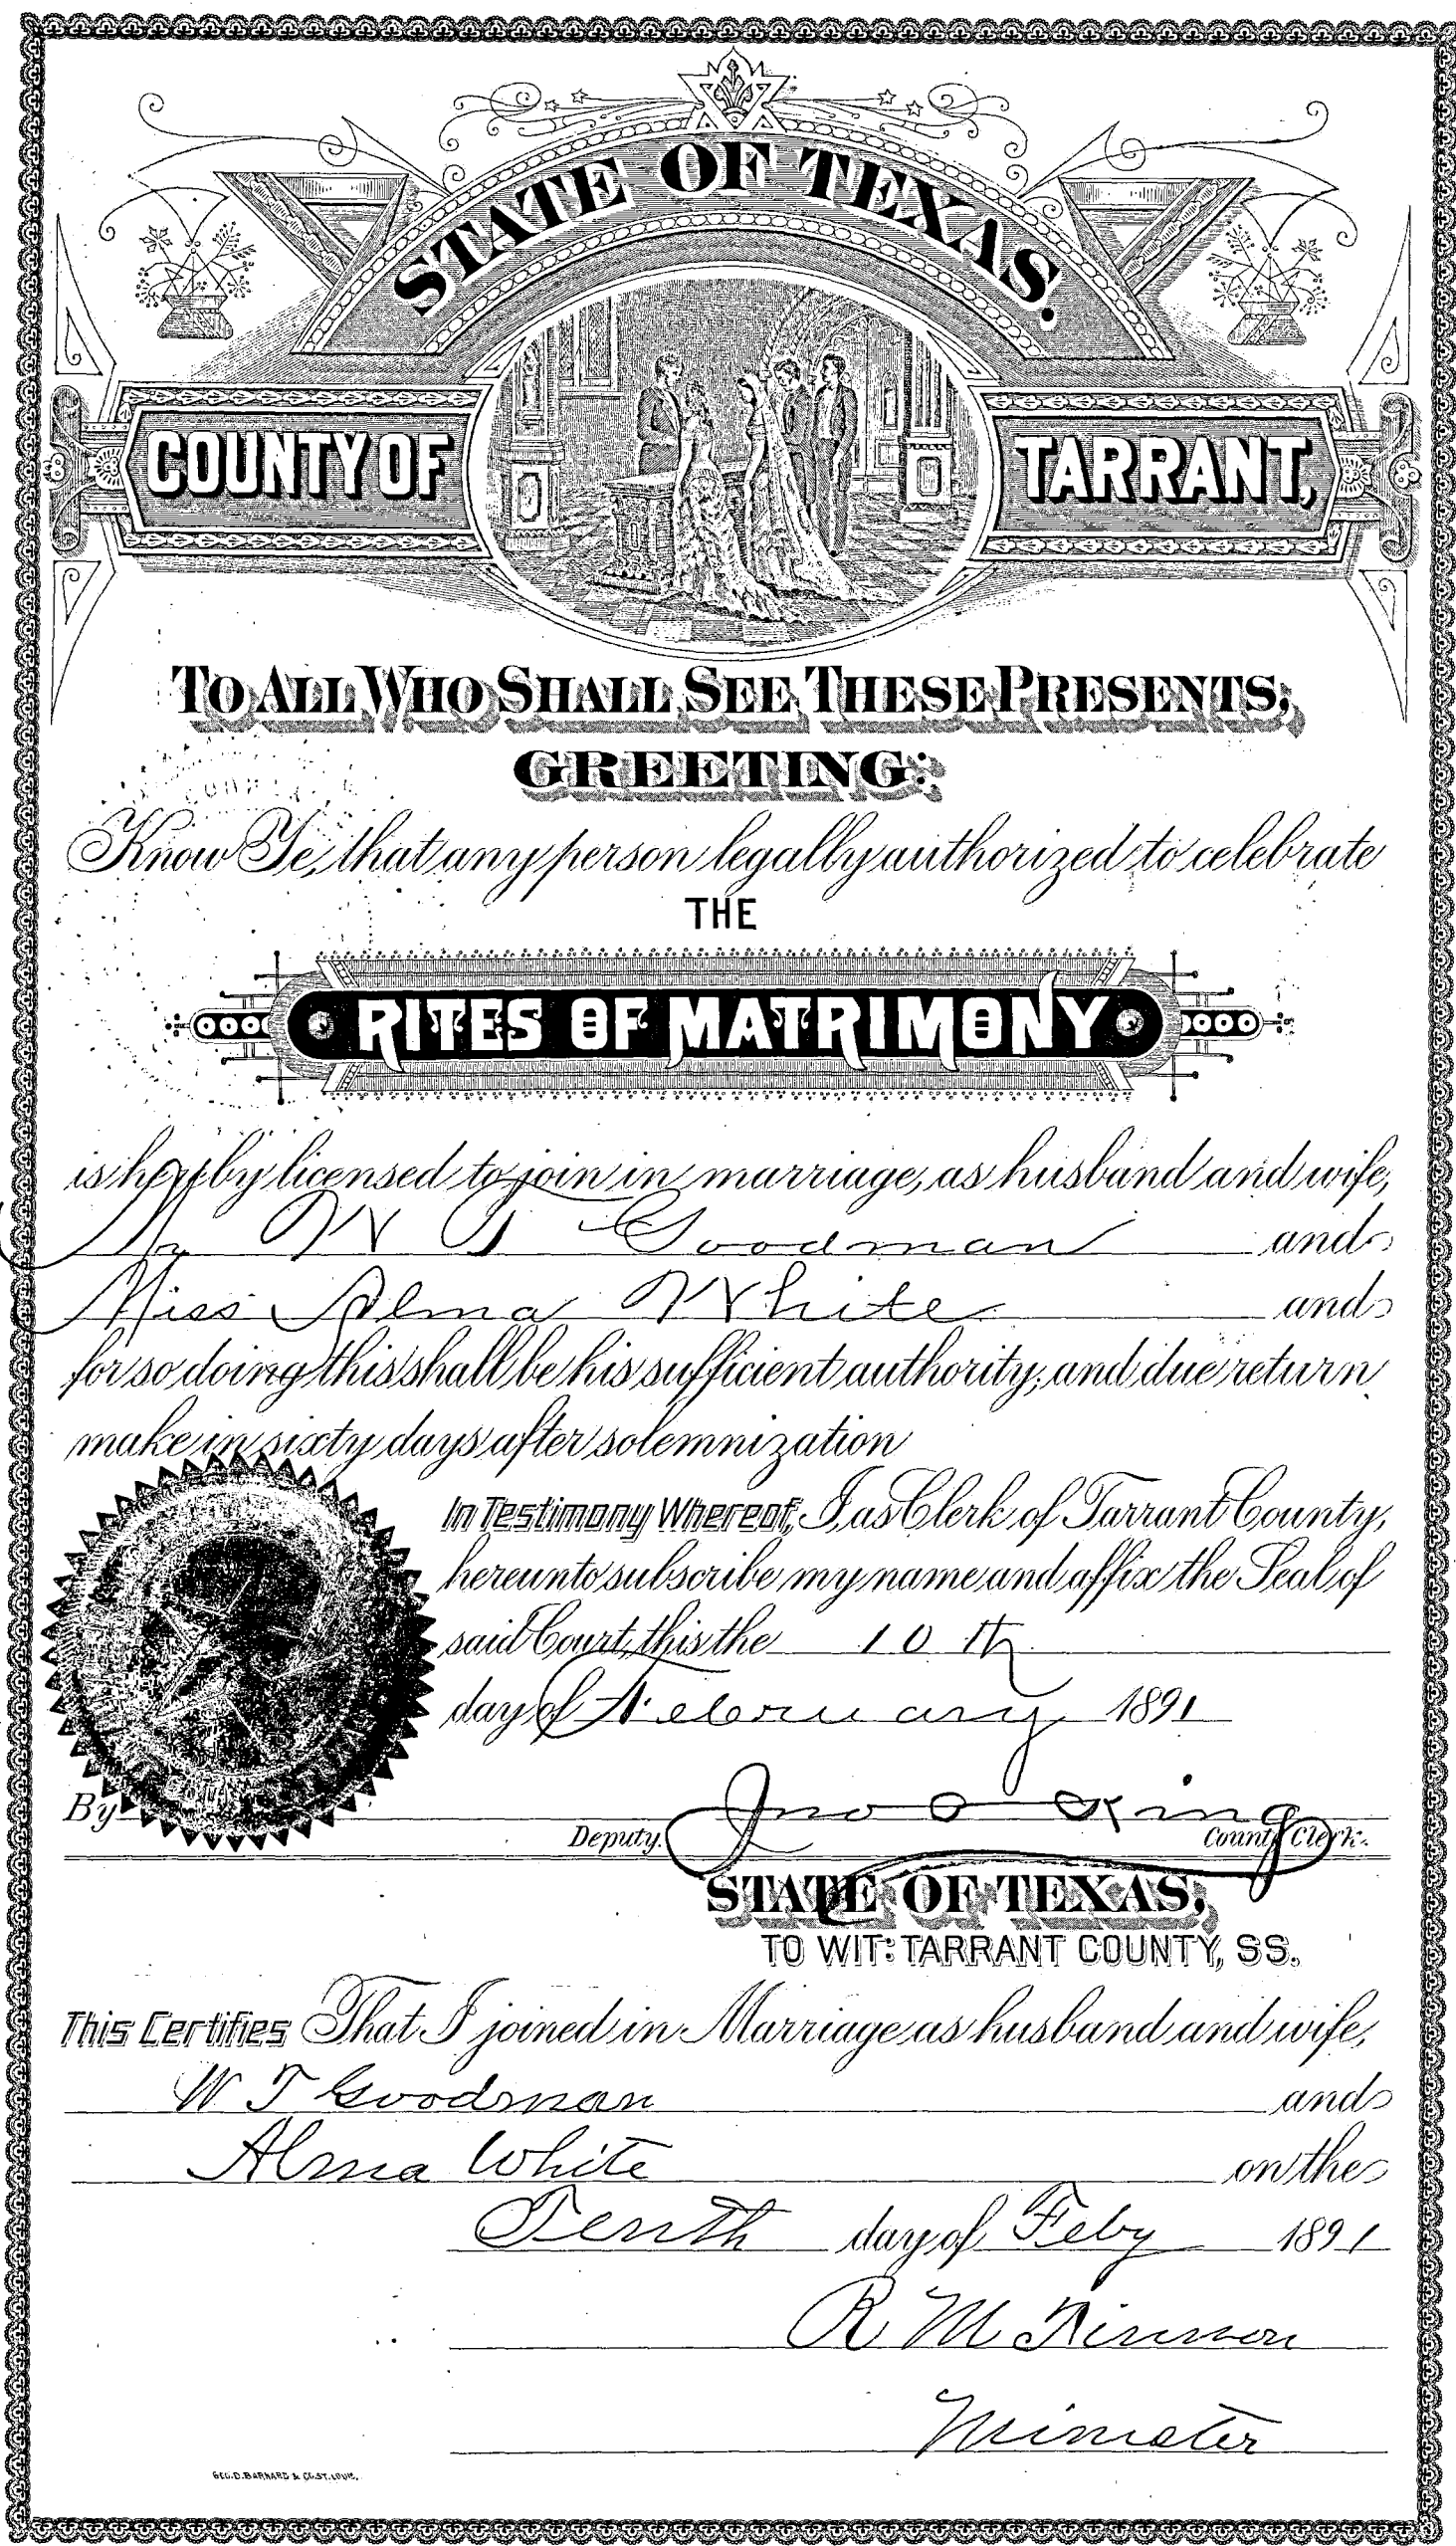 STATE OF TEXAS.
COUNTY OF TARRANT,
TO ALL WHO SHALL SEE THESE PRESENTS,
GREETING:
Know Ye, that any person legally authorized to celebrate
THE
RITES OF MATRIMONY
is hereby licensed to join in marriage, as husband and wife,
Mr W T Goodman and
Miss Alma White and
for so doing this shall be his sufficient authority, and due return
make in sixty days after solemnization
In Testimony Whereof, I, as Clerk of Tarrant County,
hereunto subscribe my name and affix the Seal of
said Court, this the 10th
day of February 1891
By Jno King
Deputy. County Clerk.
STATE OF TEXAS,
TO WIT: TARRANT COUNTY, SS.
This Certifies That I joined in Marriage as husband and wife,
W T Goodman and
Alma White on the
Tenth day of Feby 1891
R M
Minister
GEO. D. BARNARD & CO. ST. LOUIS.